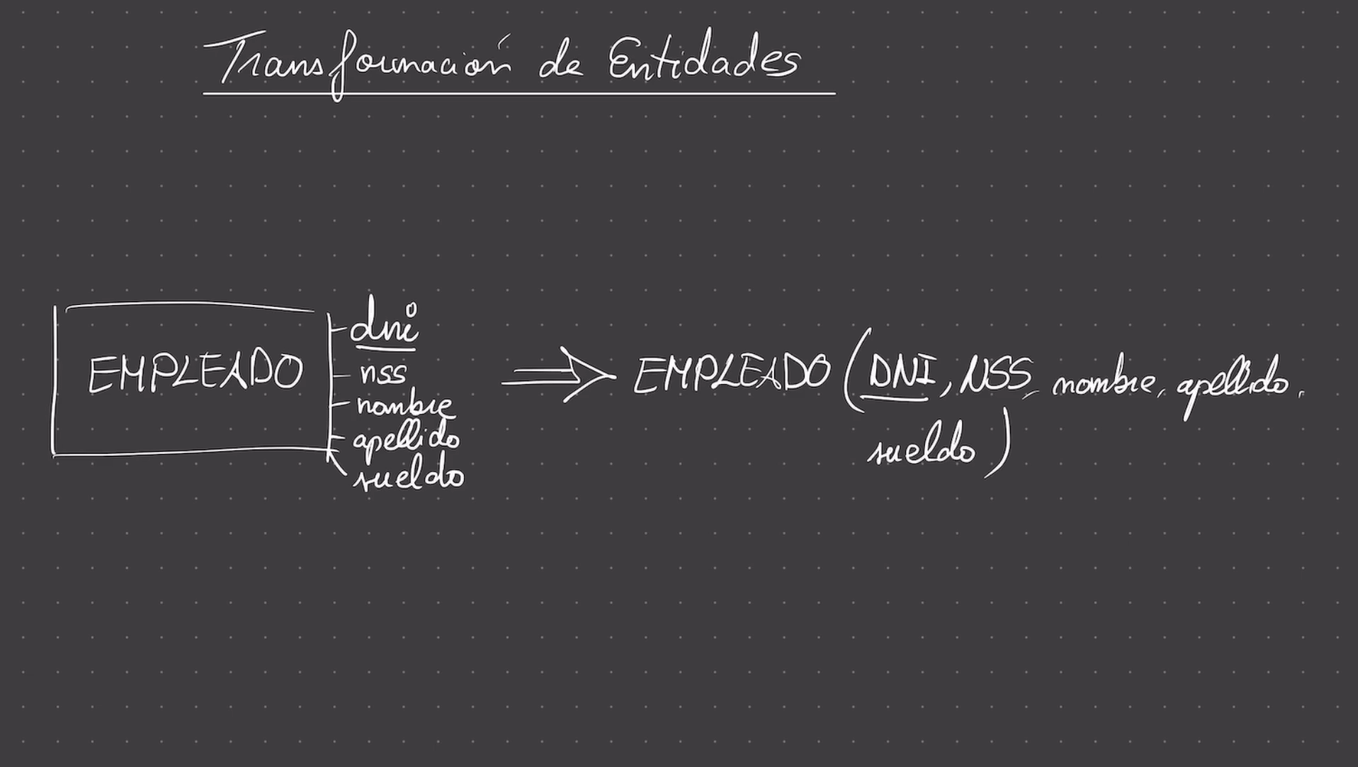 Transformación de Entidades
EMPLEADO
dni
nss
nombre
apellido
sueldo
EMPLEADO (DNI, NSS, nombre, apellido,
sueldo)